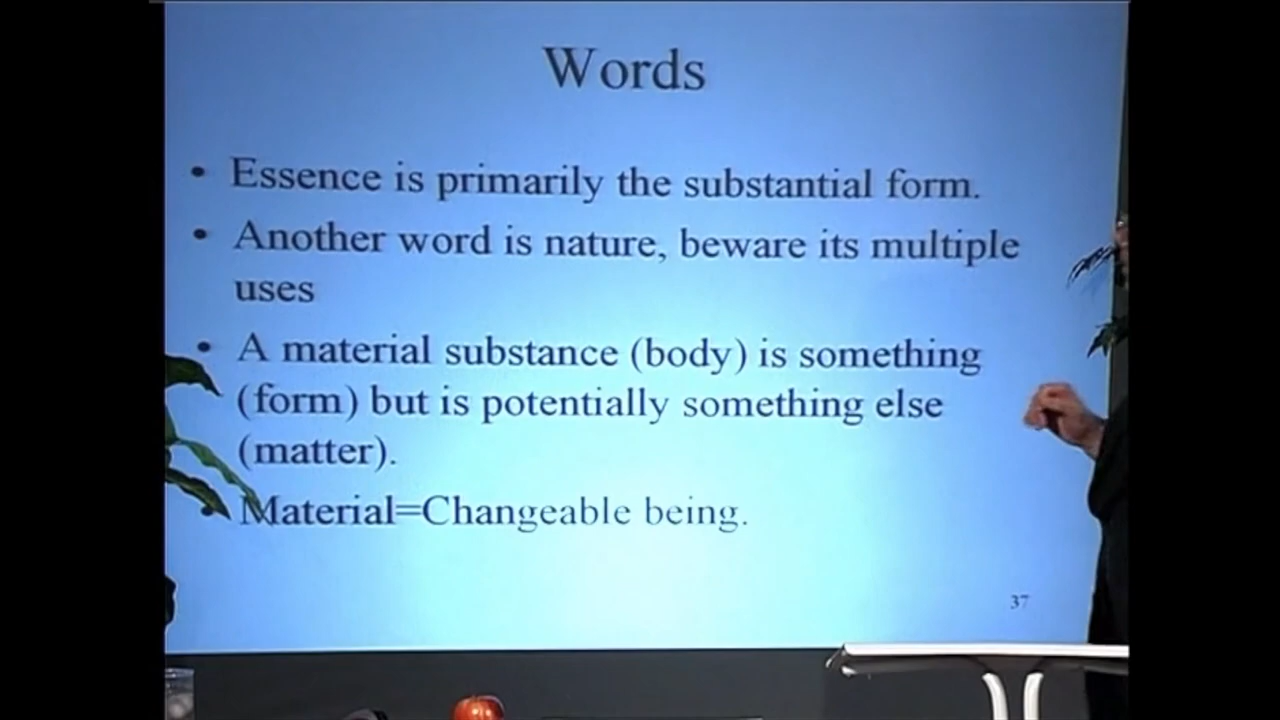 Words
• Essence is primarily the substantial form.
• Another word is nature, beware its multiple
uses
• A material substance (body) is something
(form) but is potentially something else
(matter).
• Material=Changeable being.
37